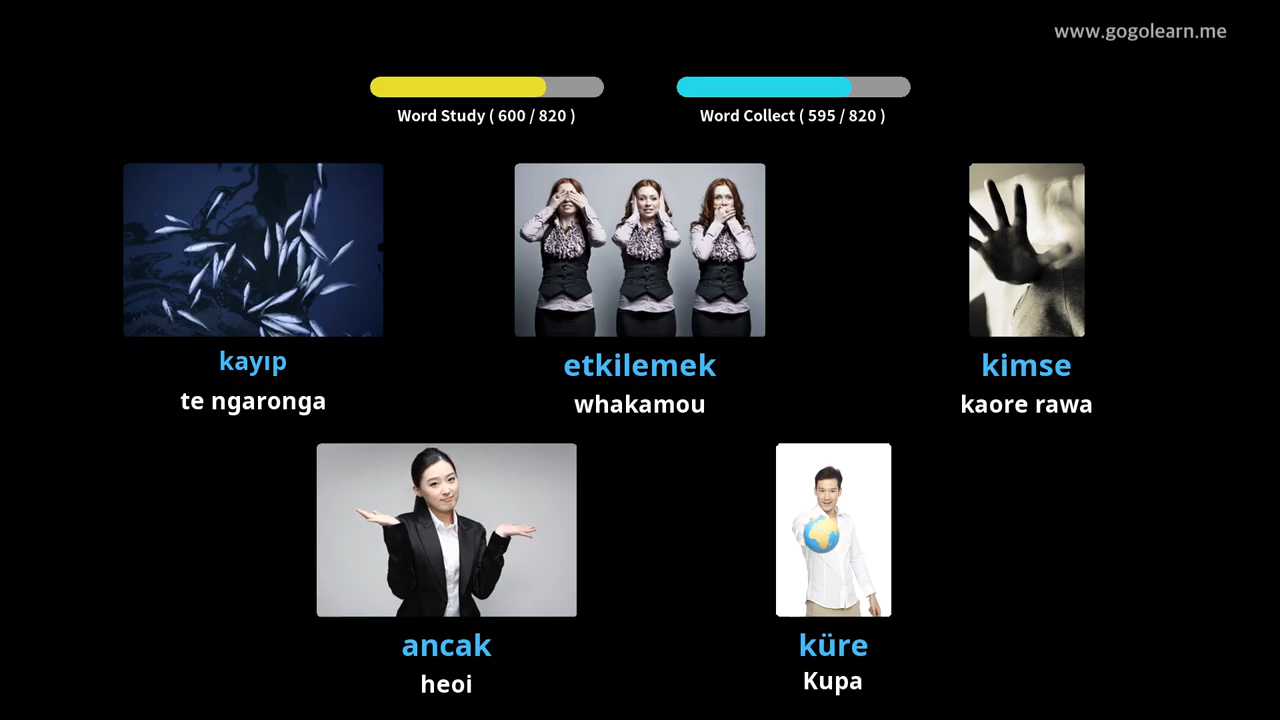 www.gogolearn.me
Word Study ( 600 / 820 )
Word Collect ( 595 / 820 )
kayıp
te ngaronga
etkilemek
whakamou
kimse
kaore rawa
ancak
heoi
küre
Kupa